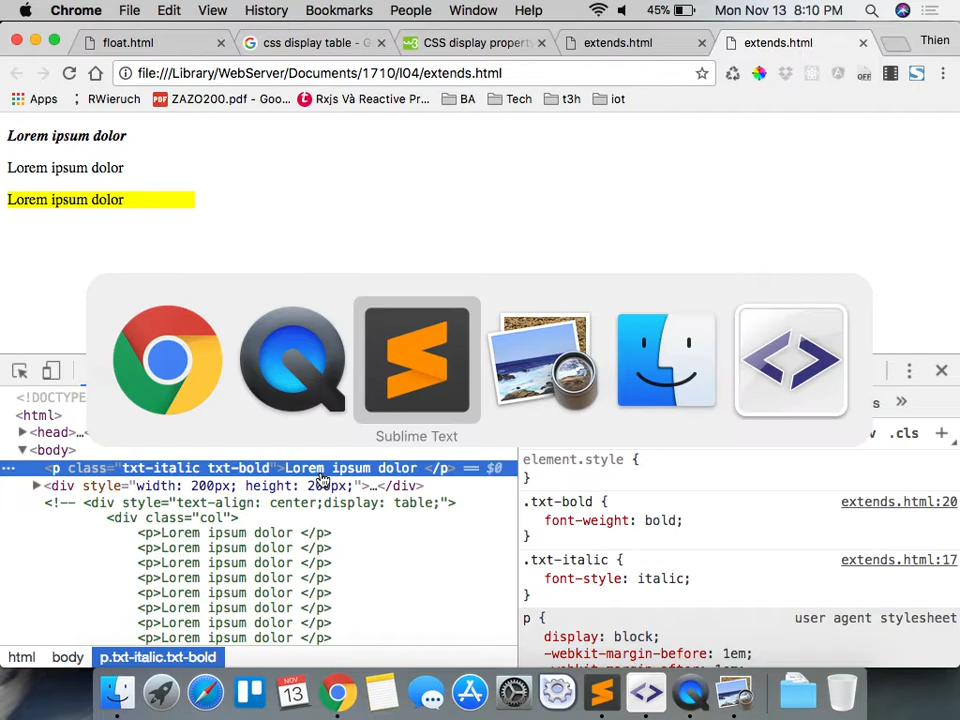 Chrome File Edit View History Bookmarks People Window Help 45% Mon Nov 13 8:10 PM
float.html
css display table - G
CSS display propert
extends.html
extends.html
Thien
file:///Library/WebServer/Documents/1710/l04/extends.html
OFF
Apps
RWieruch
PDF ZAZO200.pdf - Goo...
Rxjs Và Reactive Pr...
BA
Tech
t3h
iot
Lorem ipsum dolor
Lorem ipsum dolor
Lorem ipsum dolor
Sublime Text
<!DOCTYPE
<html>
<head>...
<body>
<p class="txt-italic txt-bold">Lorem ipsum dolor </p> == $0
<div style="width: 200px; height: 200px;">...</div>
<!-- <div style="text-align: center;display: table;">
<div class="col">
<p>Lorem ipsum dolor </p>
<p>Lorem ipsum dolor </p>
<p>Lorem ipsum dolor </p>
<p>Lorem ipsum dolor </p>
<p>Lorem ipsum dolor </p>
<p>Lorem ipsum dolor </p>
<p>Lorem ipsum dolor </p>
<p>Lorem ipsum dolor </p>
html body p.txt-italic.txt-bold
s »
.cls +
element.style {
}
.txt-bold { extends.html:20
font-weight: bold;
}
.txt-italic { extends.html:17
font-style: italic;
}
p { user agent stylesheet
display: block;
-webkit-margin-before: 1em;
NOV
13